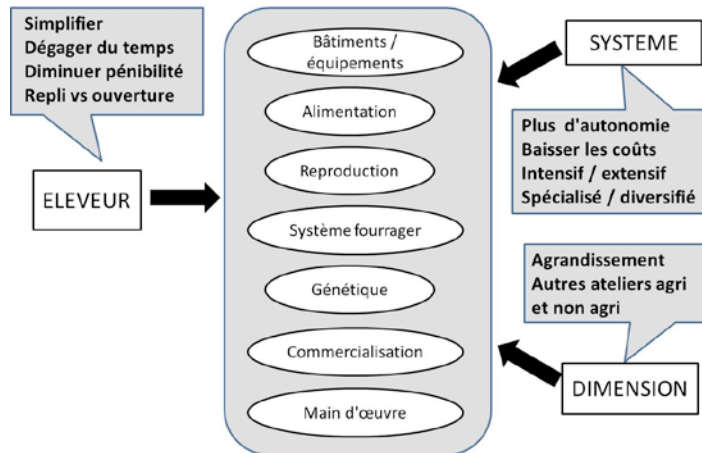 Simplifier
Dégager du temps
Diminuer pénibilité
Repli vs ouverture
ELEVEUR
Bâtiments /
équipements
Alimentation
Reproduction
Système fourrager
Génétique
Commercialisation
Main d'œuvre
SYSTEME
Plus d'autonomie
Baisser les coûts
Intensif / extensif
Spécialisé / diversifié
Agrandissement
Autres ateliers agri
et non agri
DIMENSION